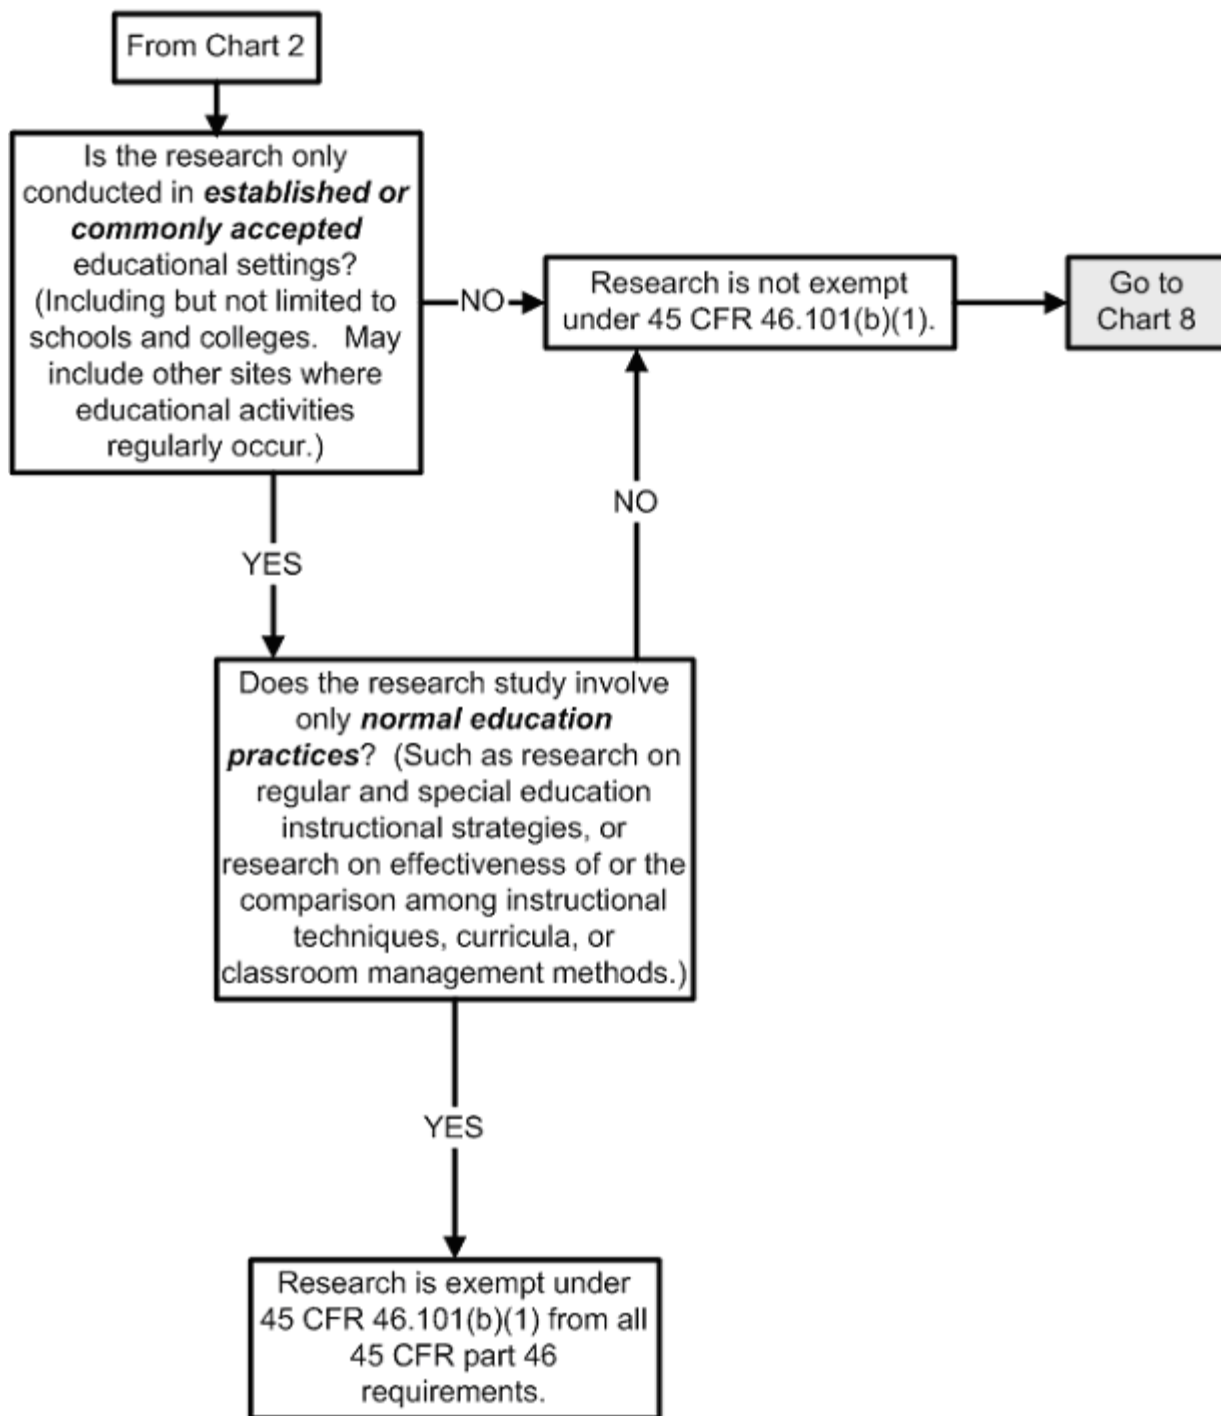 From Chart 2
Is the research only
conducted in established or
commonly accepted
educational settings?
(Including but not limited to
schools and colges. May
include other sites where
educational activities
regularly occur.)
NO
Research is not exempt
under 45 CFR 46.101(b)(1).
Go to
Chart 8
YES
NO
Does the research study involve
only normal education
practices? (Such as research on
regular and special education
instructional strategies, or
research on effectiveness of or the
comparison among instructional
techniques, curricula, or
classroom management methods.)
YES
Research is exempt under
45 CFR 46.101(b)(1) from all
45 CFR part 46
requirements.